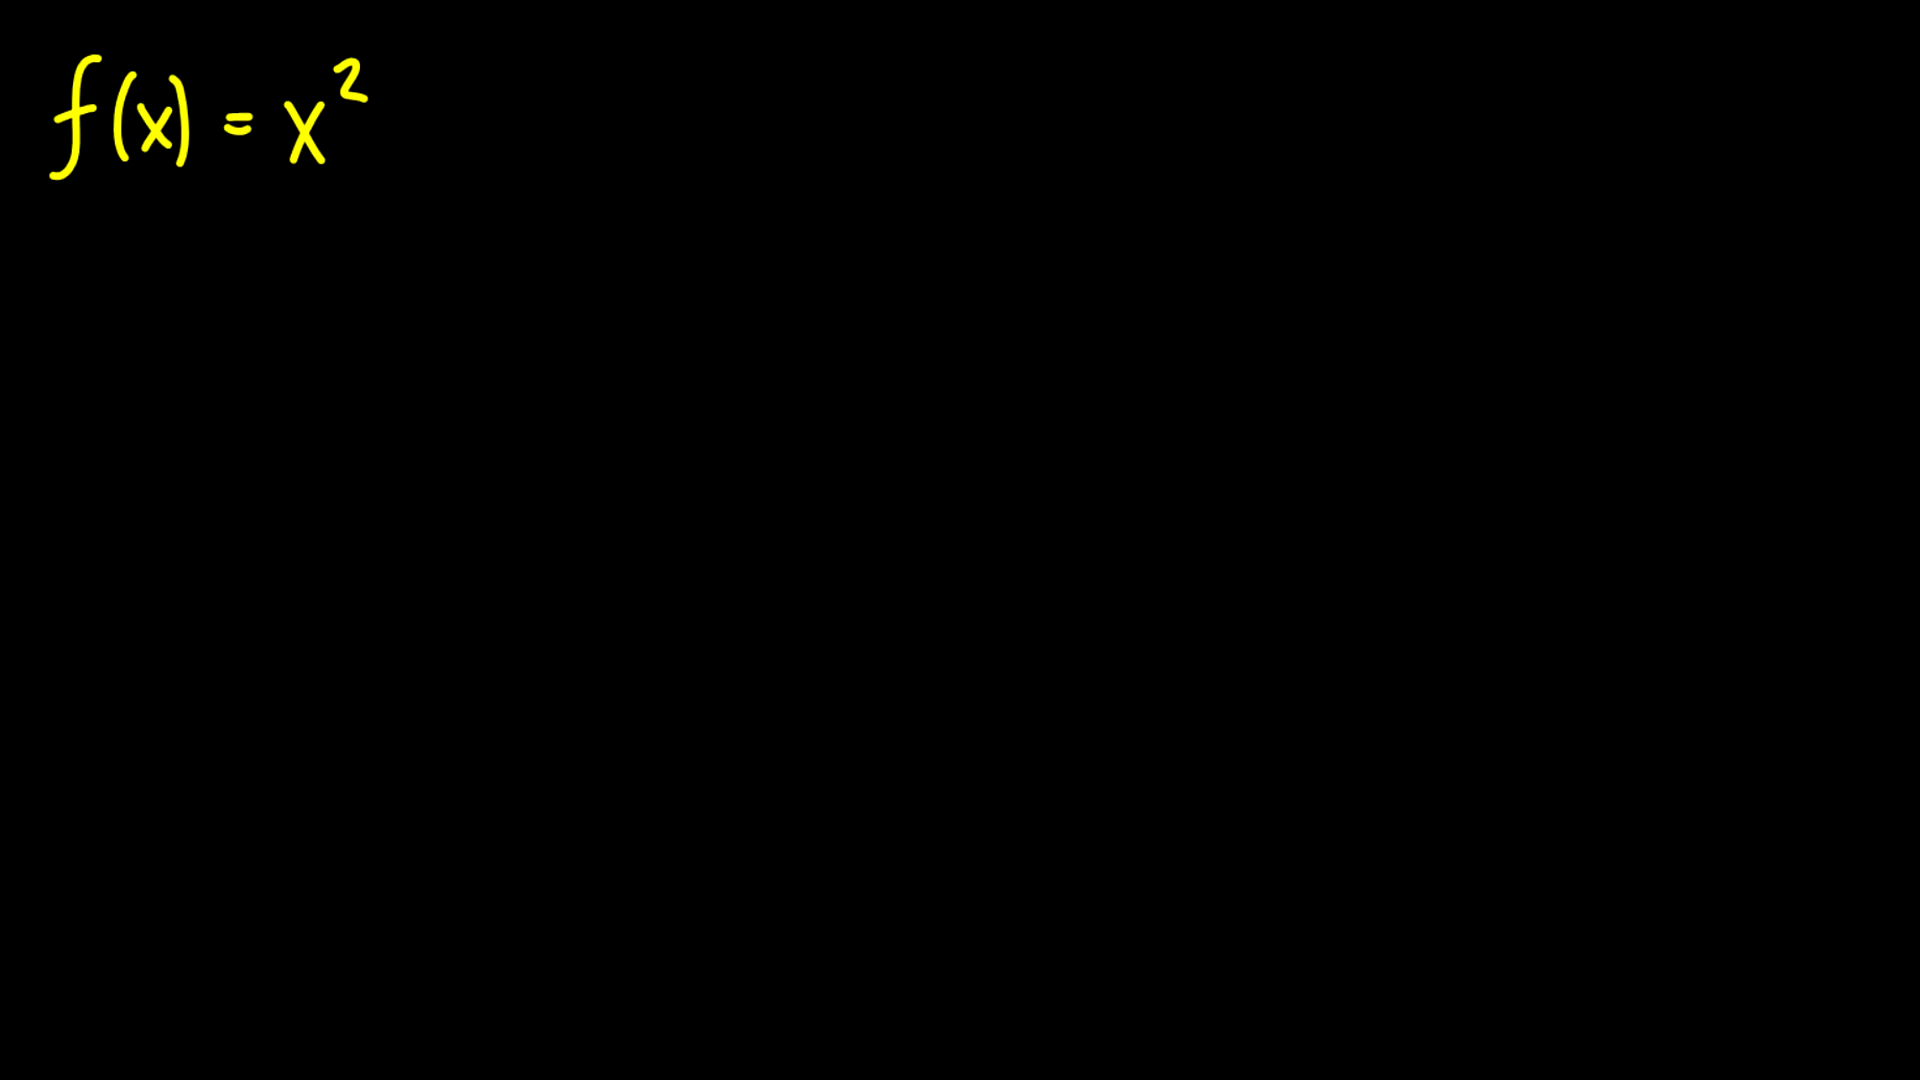 f(x) = x²